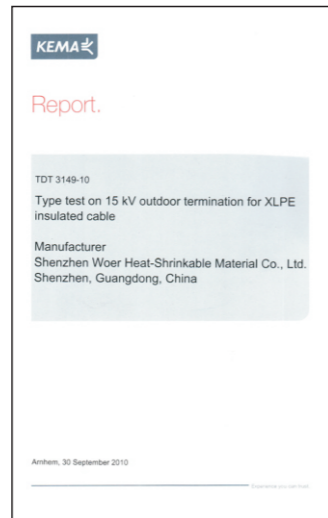 KEMA
Report.
TDT 3149-10
Type test on 15 kV outdoor termination for XLPE
insulated cable
Manufacturer
Shenzhen Woer Heat-Shrinkable Material Co., Ltd.
Shenzhen, Guangdong, China
Arnhem, 30 September 2010